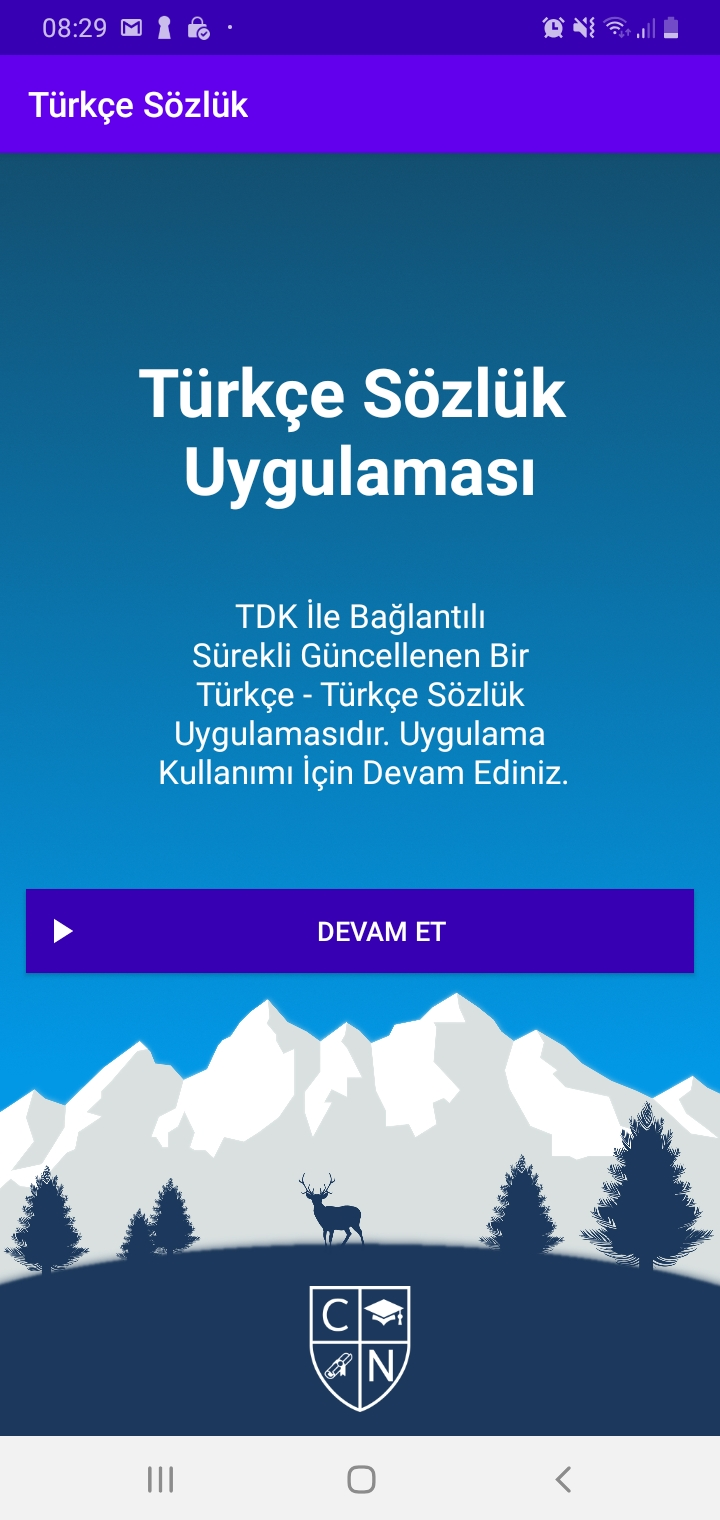 08:29
Türkçe Sözlük
Türkçe Sözlük
Uygulaması
TDK İle Bağlantılı
Sürekli Güncellenen Bir
Türkçe - Türkçe Sözlük
Uygulamasıdır. Uygulama
Kullanımı İçin Devam Ediniz.
DEVAM ET
C
N